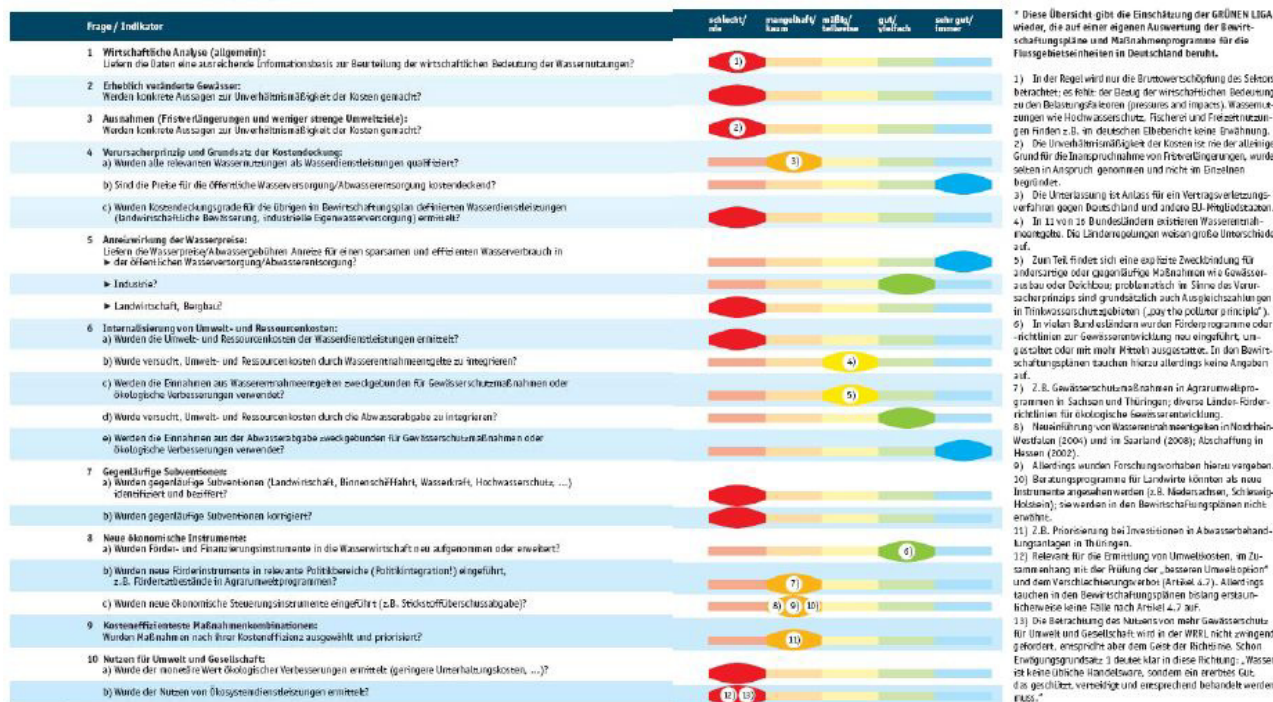 Frage / Indikator
schlecht/ nie
mangelhaft/ kaum
mäßig/ teilweise
gut/ vielfach
sehr gut/ immer
1 Wirtschaftliche Analyse (allgemein):
Liefern die Daten eine ausreichende Informationsbasis zur Beurteilung der wirtschaftlichen Bedeutung der Wassernutzungen?
1)
2 Erheblich veränderte Gewässer:
Werden konkrete Aussagen zur Unverhältnismäßigkeit der Kosten gemacht?
3 Ausnahmen (Fristverlängerungen und weniger strenge Umweltziele):
Werden konkrete Aussagen zur Unverhältnismäßigkeit der Kosten gemacht?
2)
4 Verursacherprinzip und Grundsatz der Kostendeckung:
a) Wurden alle relevanten Wassernutzungen als Wasserdienstleistungen qualifiziert?
3)
b) Sind die Preise für die öffentliche Wasserversorgung/Abwasserentsorgung kostendeckend?
c) Wurden Kostendeckungsgrade für die übrigen im Bewirtschaftungsplan definierten Wasserdienstleistungen
(landwirtschaftliche Bewässerung, industrielle Eigenwasserversorgung) ermittelt?
5 Anreizwirkung der Wasserpreise:
Liefern die Wasserpreise/Abwassergebühren Anreize für einen sparsamen und effizienten Wasserverbrauch in
► der öffentlichen Wasserversorgung/Abwasserentsorgung?
► Industrie?
► Landwirtschaft, Bergbau?
6 Internalisierung von Umwelt- und Ressourcenkosten:
a) Wurden die Umwelt- und Ressourcenkosten der Wasserdienstleistungen ermittelt?
b) Wurde versucht, Umwelt- und Ressourcenkosten durch Wasserentnahmeentgelte zu integrieren?
4)
c) Werden die Einnahmen aus Wasserentnahmeentgelten zweckgebunden für Gewässerschutzmaßnahmen oder
ökologische Verbesserungen verwendet?
5)
d) Wurde versucht, Umwelt- und Ressourcenkosten durch die Abwasserabgabe zu integrieren?
e) Werden die Einnahmen aus der Abwasserabgabe zweckgebunden für Gewässerschutzmaßnahmen oder
ökologische Verbesserungen verwendet?
7 Gegenläufige Subventionen:
a) Wurden gegenläufige Subventionen (Landwirtschaft, Binnenschiffahrt, Wasserkraft, Hochwasserschutz, ...)
identifiziert und beziffert?
b) Wurden gegenläufige Subventionen korrigiert?
8 Neue ökonomische Instrumente:
a) Wurden Förder- und Finanzierungsinstrumente in die Wasserwirtschaft neu aufgenommen oder erweitert?
6)
b) Wurden neue Förderinstrumente in relevante Politikbereiche (Politikintegration!) eingeführt,
z.B. Fördertatbestände in Agrarumweltprogrammen?
7)
c) Wurden neue ökonomische Steuerungsinstrumente eingeführt (z.B. Stickstoffüberschussabgabe)?
8) 9) 10)
9 Kosteneffizienteste Maßnahmenkombinationen:
Wurden Maßnahmen nach ihrer Kosteneffizienz ausgewählt und priorisiert?
11)
10 Nutzen für Umwelt und Gesellschaft:
a) Wurde der monetäre Wert ökologischer Verbesserungen ermittelt (geringere Unterhaltungskosten, ...)?
b) Wurde der Nutzen von Ökosystemdienstleistungen ermittelt?
12) 13)
* Diese Übersicht gibt die Einschätzung der GRÜNEN LIGA
wieder, die auf einer eigenen Auswertung der Bewirt-
schaftungspläne und Maßnahmenprogramme für die
Flussgebietseinheiten in Deutschland beruht.
1) In der Regel wird nur die Bruttowertschöpfung des Sektors
betrachtet; es fehlt der Bezug der wirtschaftlichen Bedeutung
zu den Belastungsfaktoren (pressures and impacts). Wassernut-
zungen wie Hochwasserschutz, Fischerei und Freizeitnutzun-
gen finden z.B. im deutschen Elbebericht keine Erwähnung.
2) Die Unverhältnismäßigkeit der Kosten ist nie der alleinige
Grund für die Inanspruchnahme von Fristverlängerungen, wurde
selten in Anspruch genommen und nicht im Einzelnen
begründet.
3) Die Unterlassung ist Anlass für ein Vertragsverletzungs-
verfahren gegen Deutschland und andere EU-Mitgliedstaaten.
4) In 11 von 16 Bundesländern existieren Wasserentnah-
meentgelte. Die Länderregelungen weisen große Unterschiede
auf.
5) Zum Teil findet sich eine explizite Zweckbindung für
andersartige oder gegenläufige Maßnahmen wie Gewässer-
ausbau oder Deichbau; problematisch im Sinne des Verur-
sacherprinzips sind grundsätzlich auch Ausgleichszahlungen
in Trinkwasserschutzgebieten („pay the polluter principle“).
6) In vielen Bundesländern wurden Förderprogramme oder
-richtlinien zur Gewässerentwicklung neu eingeführt, um-
gestaltet oder mit mehr Mitteln ausgestattet. In den Bewirt-
schaftungsplänen tauchen hierzu allerdings keine Angaben
auf.
7) Z.B. Gewässerschutzmaßnahmen in Agrarumweltpro-
grammen in Sachsen und Thüringen; diverse Länder-Förder-
richtlinien für ökologische Gewässerentwicklung.
8) Neueinführung von Wasserentnahmeentgelten in Nordrhein-
Westfalen (2004) und im Saarland (2008); Abschaffung in
Hessen (2002).
9) Allerdings wurden Forschungsvorhaben hierzu vergeben.
10) Beratungsprogramme für Landwirte könnten als neue
Instrumente angesehen werden (z.B. Niedersachsen, Schleswig-
Holstein); sie werden in den Bewirtschaftungsplänen nicht
erwähnt.
11) Z.B. Priorisierung bei Investitionen in Abwasserbehand-
lungsanlagen in Thüringen.
12) Relevant für die Ermittlung von Umweltkosten, im Zu-
sammenhang mit der Prüfung der „besseren Umweltoption“
und dem Verschlechterungsverbot (Artikel 4.7). Allerdings
tauchen in den Bewirtschaftungsplänen bislang erstaun-
licherweise keine Fälle nach Artikel 4.7 auf.
13) Die Betrachtung des Nutzens von mehr Gewässerschutz
für Umwelt und Gesellschaft wird in der WRRL nicht zwingend
gefordert, entspricht aber dem Geist der Richtlinie. Schon
Erwägungsgrundsatz 1 deutet klar in diese Richtung: „Wasser
ist keine übliche Handelsware, sondern ein ererbtes Gut,
das geschützt, verteidigt und entsprechend behandelt werden
muss.“